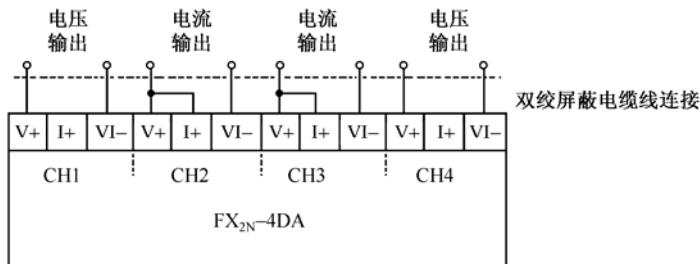 电压 电流 电流 电压
输出 输出 输出 输出
双绞屏蔽电缆线连接
V+ I+ VI– V+ I+ VI– V+ I+ VI– V+ I+ VI–
CH1 CH2 CH3 CH4
FX2N–4DA